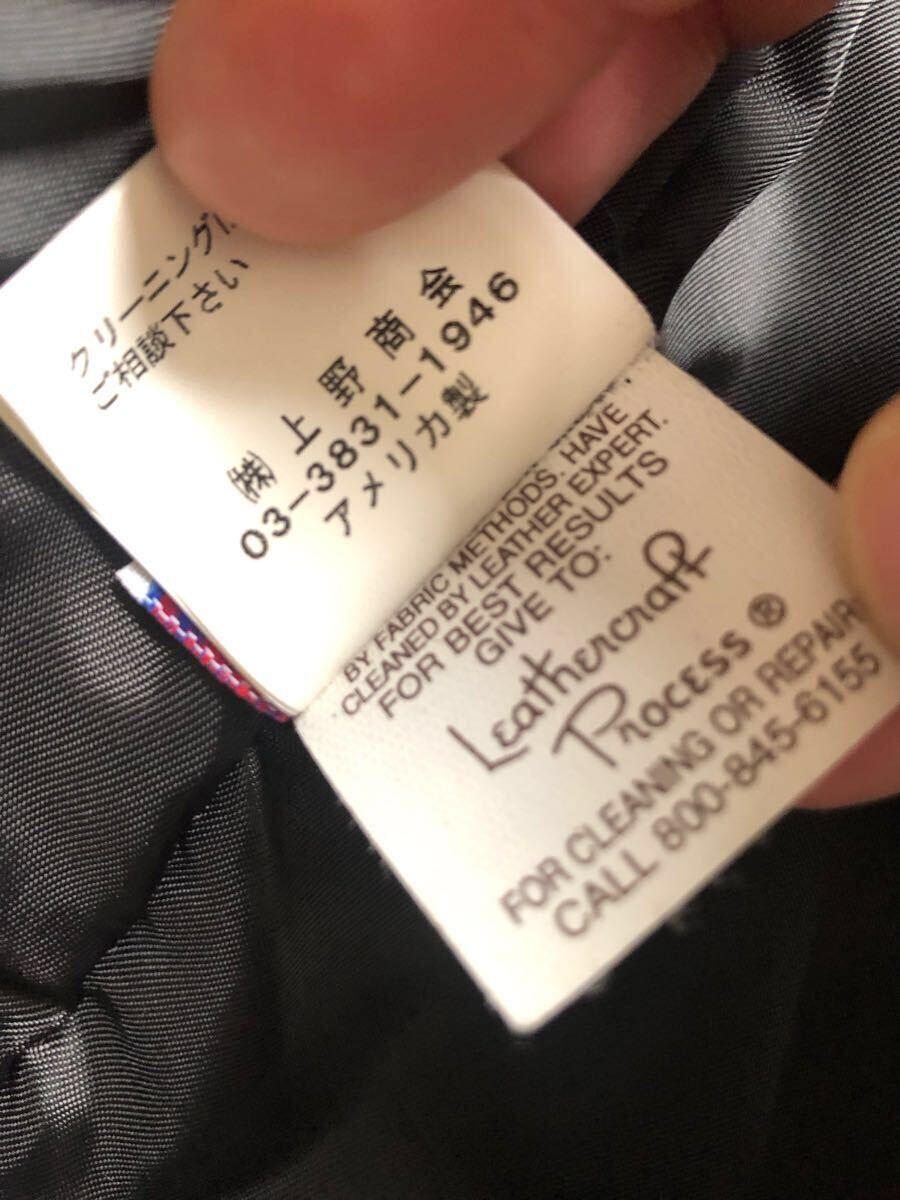 クリーニングに
ご相談下さい
㈱ 上野商会
03-3831-1946
アメリカ製
BY FABRIC METHODS. HAVE
CLEANED BY LEATHER EXPERT.
FOR BEST RESULTS
GIVE TO:
Leathercraft
Process ®
FOR CLEANING OR REPAIR
CALL 800-845-6155